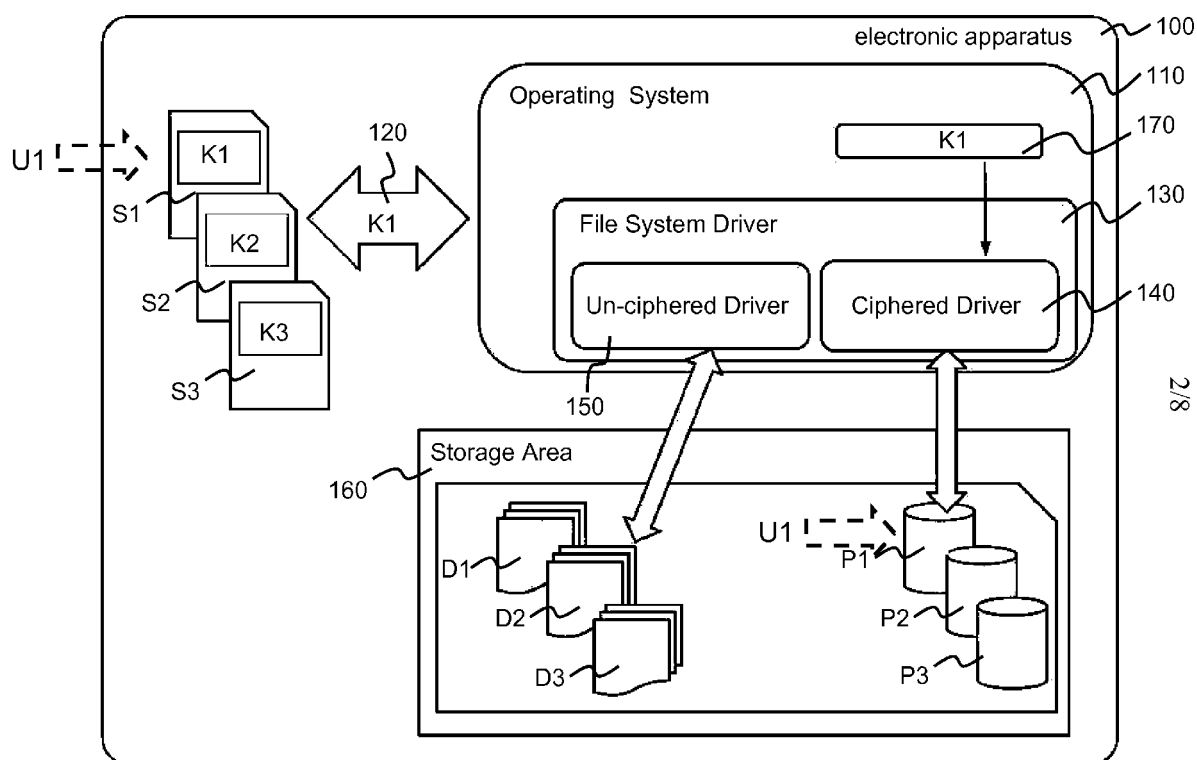 electronic apparatus
100
Operating System
110
K1
170
120
K1
U1
K1
S1
K2
S2
K3
S3
130
File System Driver
Un-ciphered Driver
Ciphered Driver
140
150
2/8
Storage Area
160
U1
D1
D2
D3
P1
P2
P3